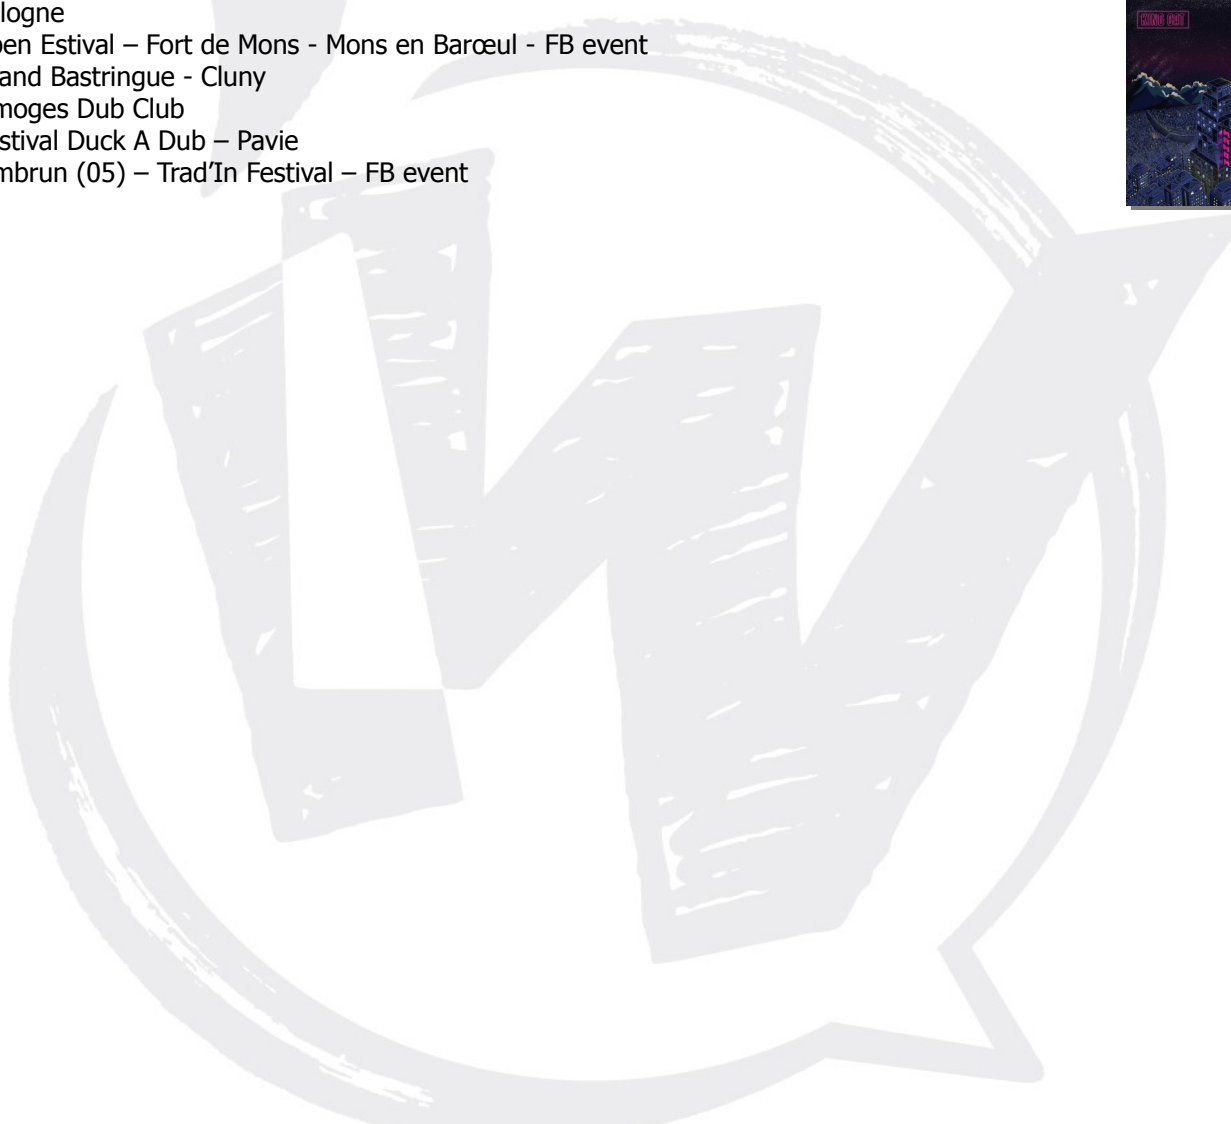 logne
pen Estival – Fort de Mons - Mons en Barœul - FB event
and Bastringue - Cluny
moges Dub Club
stival Duck A Dub – Pavie
mbrun (05) – Trad’In Festival – FB event